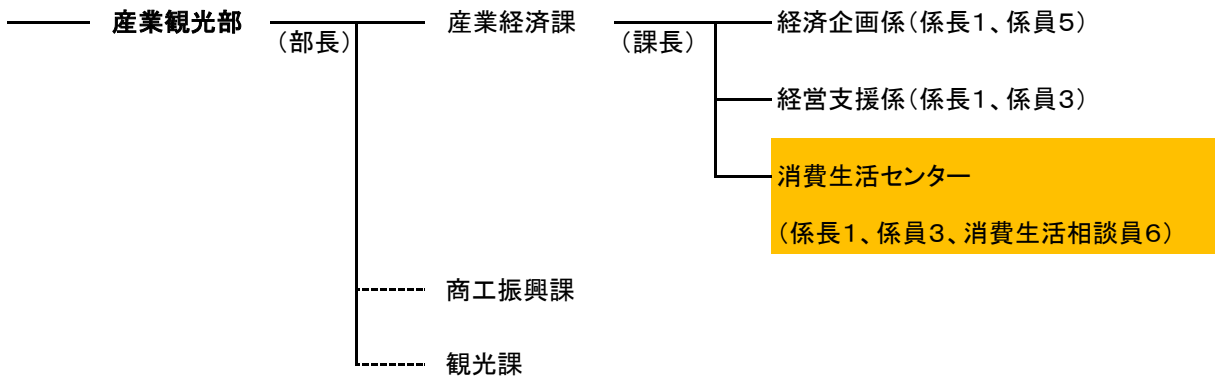 産業観光部
(部長)
産業経済課
(課長)
経済企画係(係長1、係員5)
経営支援係(係長1、係員3)
消費生活センター
(係長1、係員3、消費生活相談員6)
商工振興課
観光課